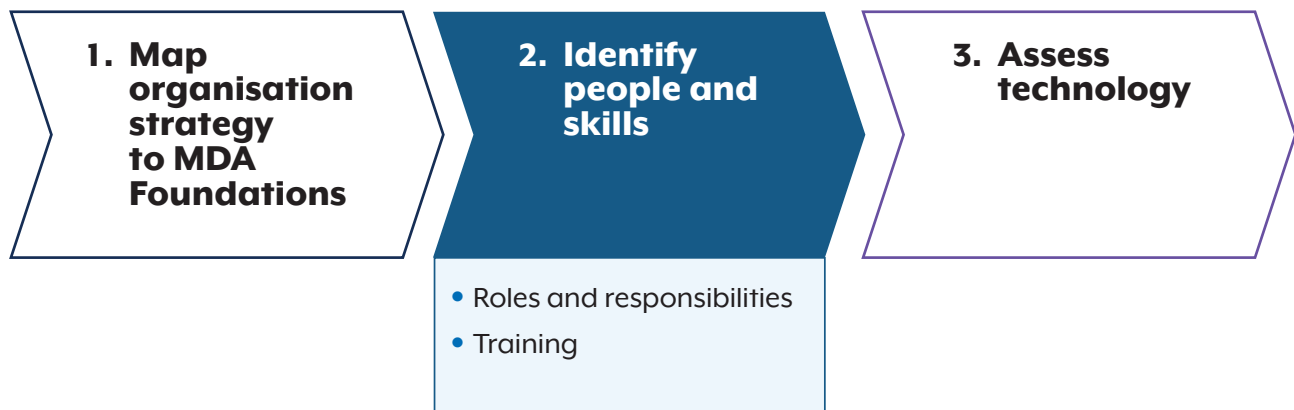 1. Map
organisation
strategy
to MDA
Foundations
2. Identify
people and
skills
3. Assess
technology
• Roles and responsibilities
• Training